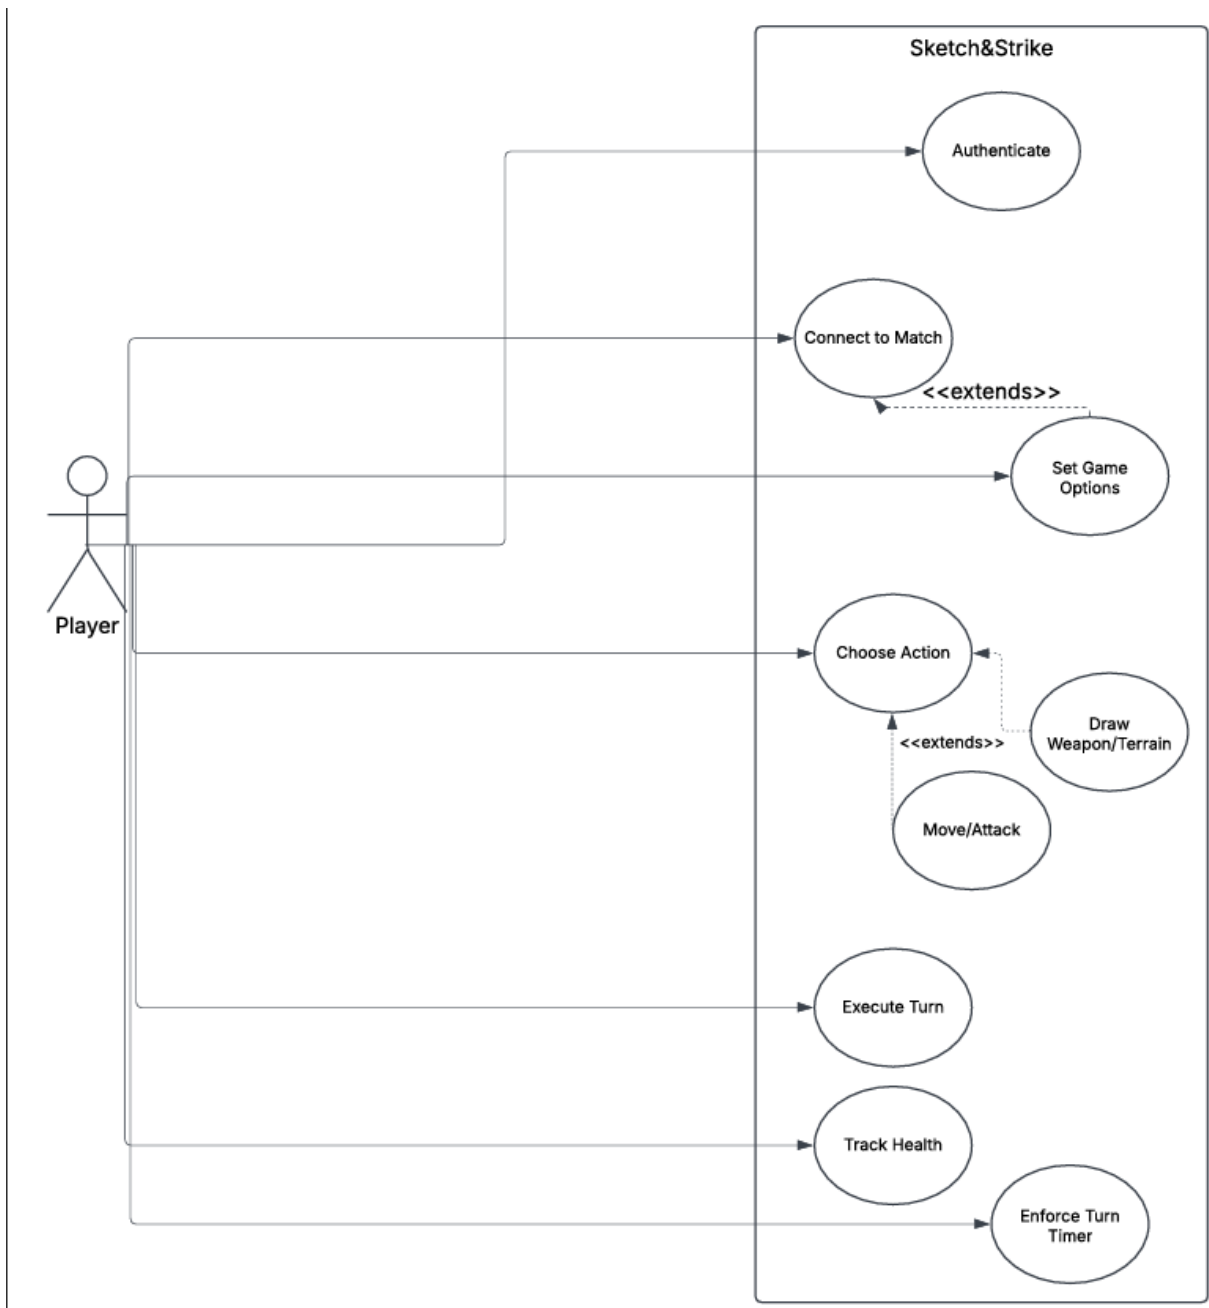 Sketch&Strike
Authenticate
Connect to Match
<<extends>>
Set Game
Options
Player
Choose Action
Draw
Weapon/Terrain
<<extends>>
Move/Attack
Execute Turn
Track Health
Enforce Turn
Timer